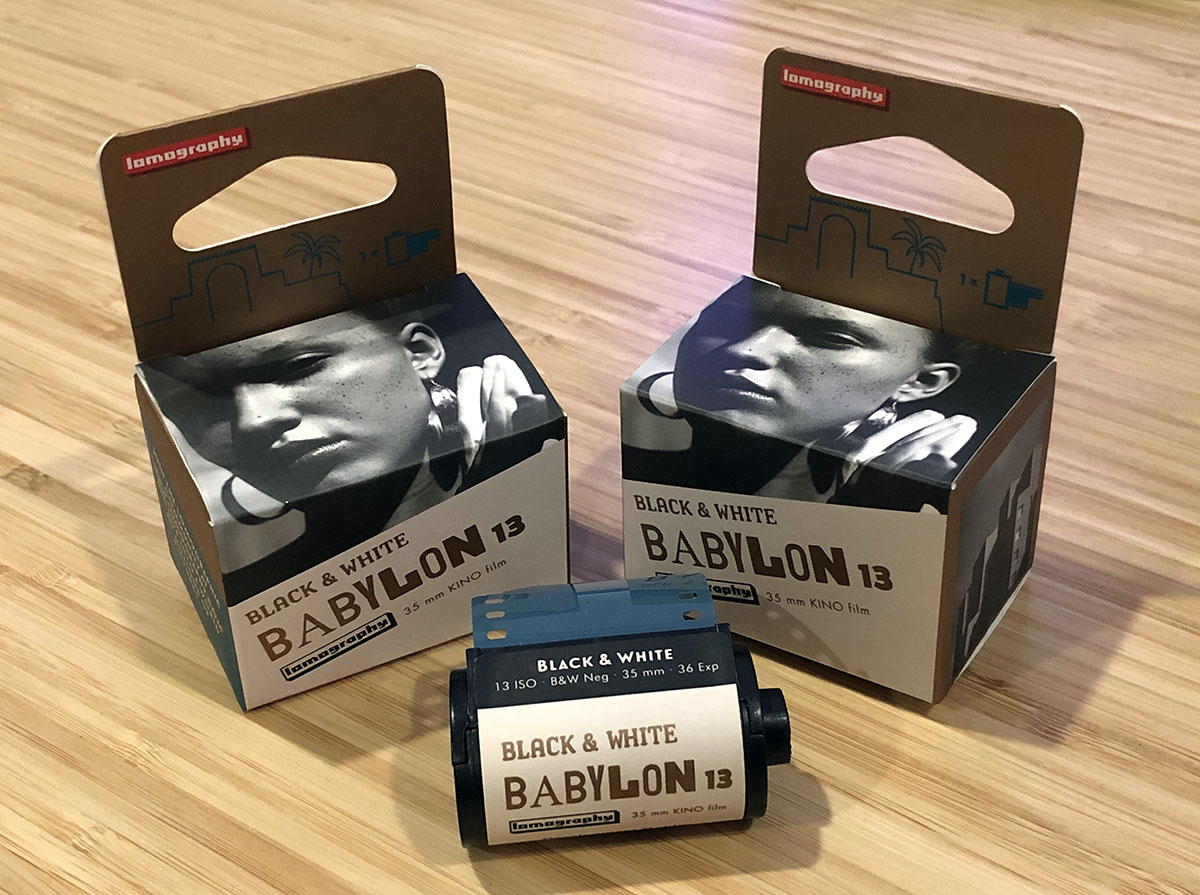 lomography
1 x
BLACK & WHITE
BABYLON 13
lomography 35 mm KINO film
lomography
1 x
BLACK & WHITE
BABYLON 13
35 mm KINO film
BLACK & WHITE
13 ISO · B&W Neg · 35 mm · 36 Exp
BLACK & WHITE
BABYLON 13
lomography 35 mm KINO film